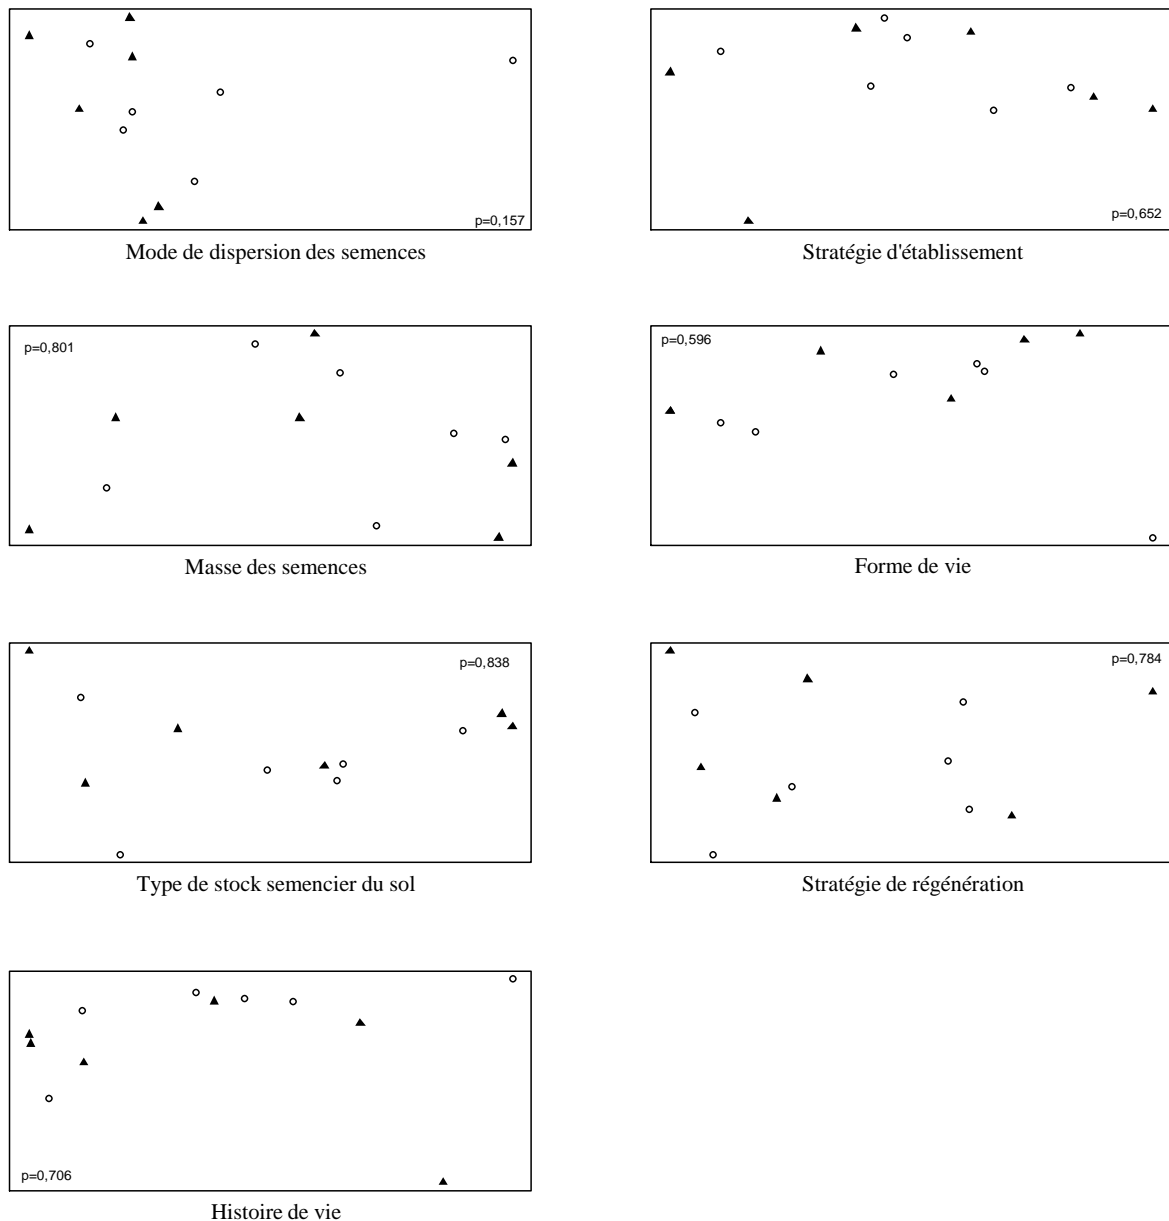 p=0,157
Mode de dispersion des semences
p=0,652
Stratégie d'établissement
p=0,801
Masse des semences
p=0,596
Forme de vie
p=0,838
Type de stock semencier du sol
p=0,784
Stratégie de régénération
p=0,706
Histoire de vie